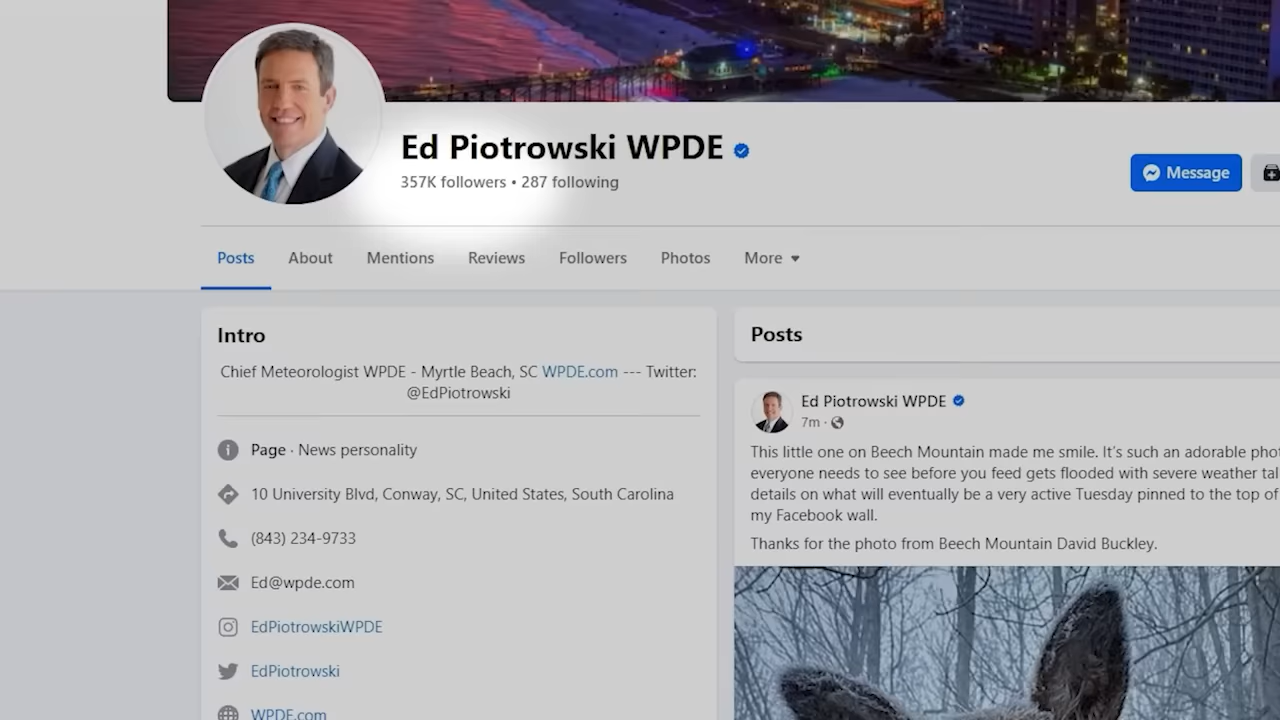 Ed Piotrowski WPDE
357K followers • 287 following
Message
Posts
About
Mentions
Reviews
Followers
Photos
More
Intro
Chief Meteorologist WPDE - Myrtle Beach, SC WPDE.com --- Twitter:
@EdPiotrowski
Page · News personality
10 University Blvd, Conway, SC, United States, South Carolina
(843) 234-9733
Ed@wpde.com
EdPiotrowskiWPDE
EdPiotrowski
WPDE.com
Posts
Ed Piotrowski WPDE
7m ·
This little one on Beech Mountain made me smile. It's such an adorable
everyone needs to see before you feed gets flooded with severe weather
details on what will eventually be a very active Tuesday pinned to the top of
my Facebook wall.
Thanks for the photo from Beech Mountain David Buckley.